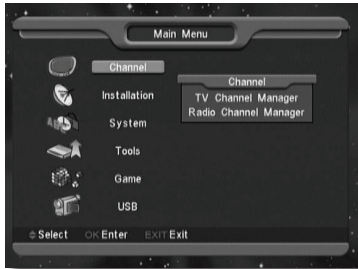 Main Menu
Channel
Installation
System
Tools
Game
USB
Channel
TV Channel Manager
Radio Channel Manager
Select OK Enter EXIT Exit